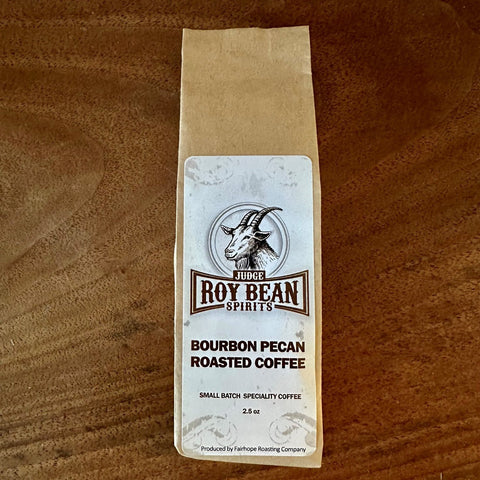 JUDGE
ROY BEAN
SPIRITS
BOURBON PECAN
ROASTED COFFEE
SMALL BATCH SPECIALITY COFFEE
2.5 oz
Produced by Fairhope Roasting Company